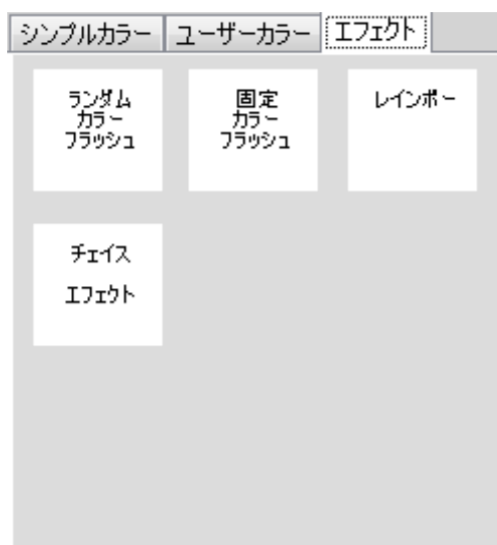 シンプルカラー ユーザーカラー エフェクト
ランダム
カラー
フラッシュ
固定
カラー
フラッシュ
レインボー
チェイス
エフェクト